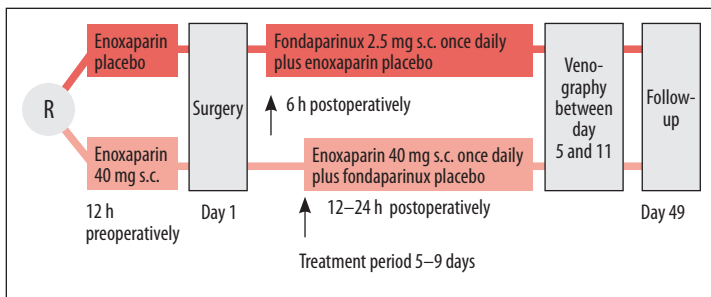 Enoxaparin
placebo
Fondaparinux 2.5 mg s.c. once daily
plus enoxaparin placebo
R
Surgery
6 h postoperatively
Veno-
graphy
between
day
5 and 11
Follow-
up
Enoxaparin
40 mg s.c.
Enoxaparin 40 mg s.c. once daily
plus fondaparinux placebo
12 h
preoperatively
Day 1
12–24 h postoperatively
Day 49
Treatment period 5–9 days